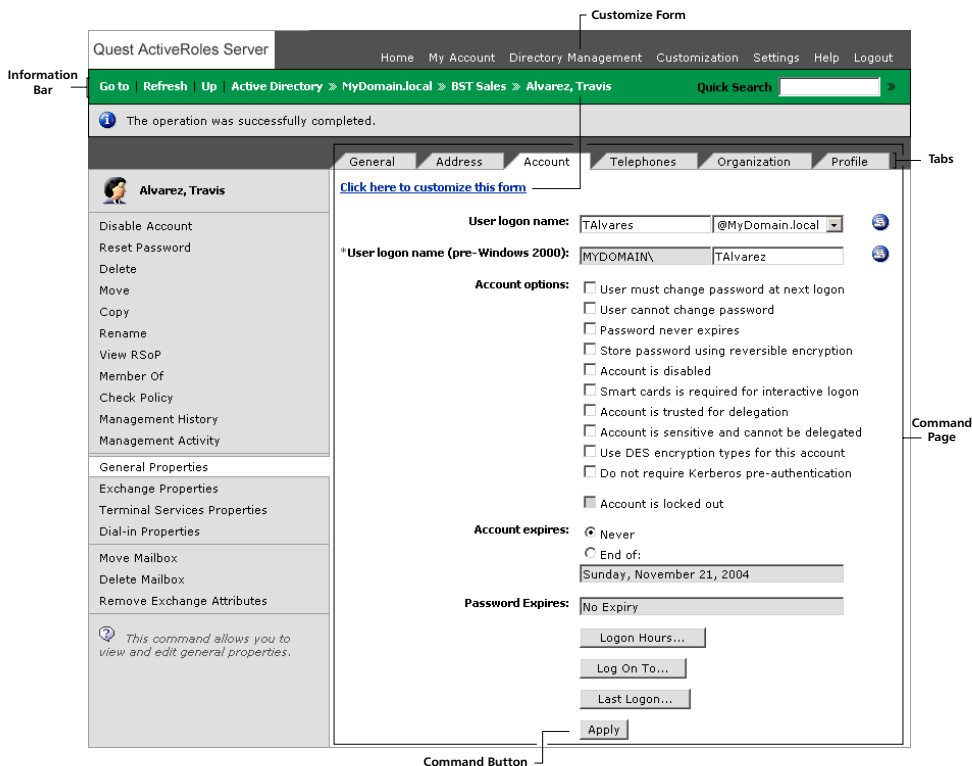 Customize Form
Quest ActiveRoles Server
Home My Account Directory Management Customization Settings Help Logout
Information Bar
Go to | Refresh | Up | Active Directory » MyDomain.local » BST Sales » Alvarez, Travis Quick Search »
The operation was successfully completed.
General Address Account Telephones Organization Profile
Tabs
Alvarez, Travis
Disable Account
Reset Password
Delete
Move
Copy
Rename
View RSoP
Member Of
Check Policy
Management History
Management Activity
General Properties
Exchange Properties
Terminal Services Properties
Dial-in Properties
Move Mailbox
Delete Mailbox
Remove Exchange Attributes
This command allows you to
view and edit general properties.
Click here to customize this form
User logon name: TAlvares @MyDomain.local
*User logon name (pre-Windows 2000): MYDOMAIN\ TAlvarez
Account options: User must change password at next logon
User cannot change password
Password never expires
Store password using reversible encryption
Account is disabled
Smart cards is required for interactive logon
Account is trusted for delegation
Account is sensitive and cannot be delegated
Use DES encryption types for this account
Do not require Kerberos pre-authentication
Account is locked out
Account expires: Never
End of:
Sunday, November 21, 2004
Password Expires: No Expiry
Logon Hours...
Log On To...
Last Logon...
Apply
Command
Page
Command Button